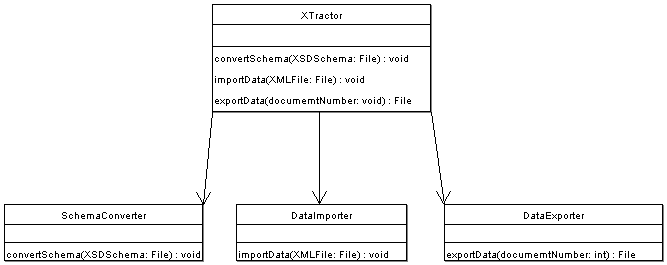 XTractor
convertSchema(XSDSchema: File) : void
importData(XMLFile: File) : void
exportData(documemtNumber: void) : File
SchemaConverter
convertSchema(XSDSchema: File) : void
DataImporter
importData(XMLFile: File) : void
DataExporter
exportData(documemtNumber: int) : File